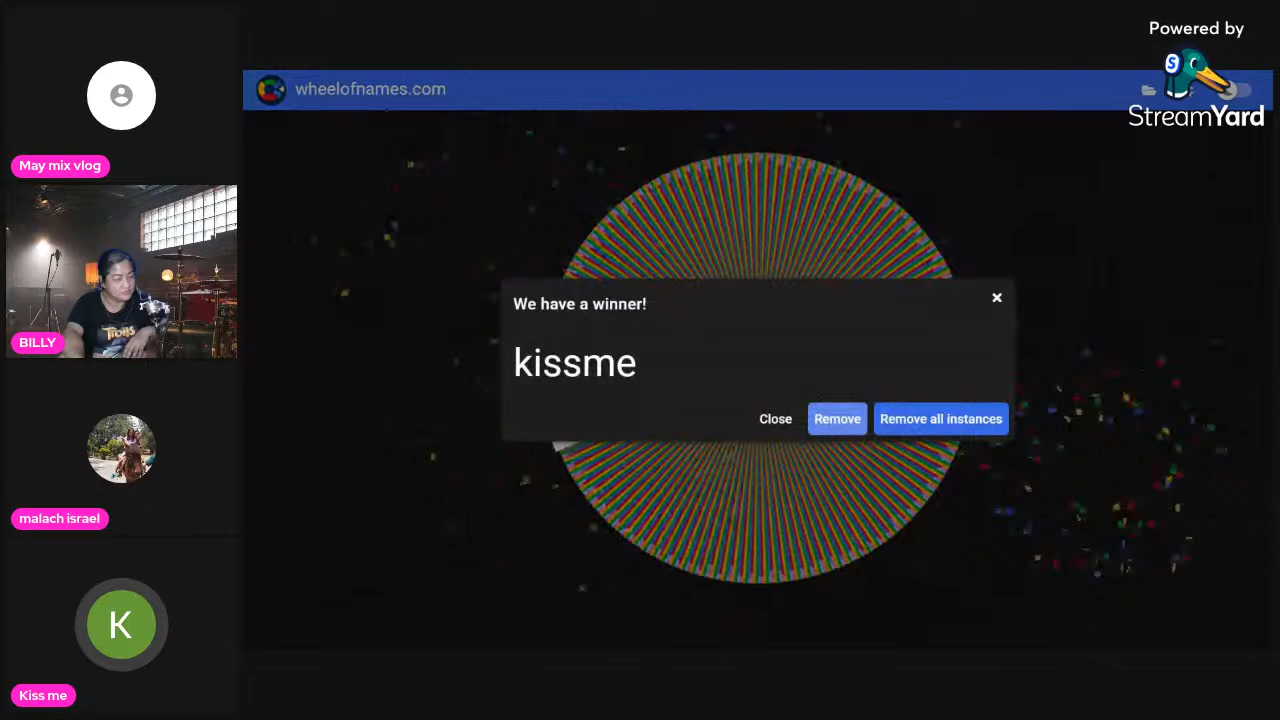 Powered by
StreamYard
wheelofnames.com
May mix vlog
BILLY
malach israel
K
Kiss me
We have a winner!
kissme
Close
Remove
Remove all instances